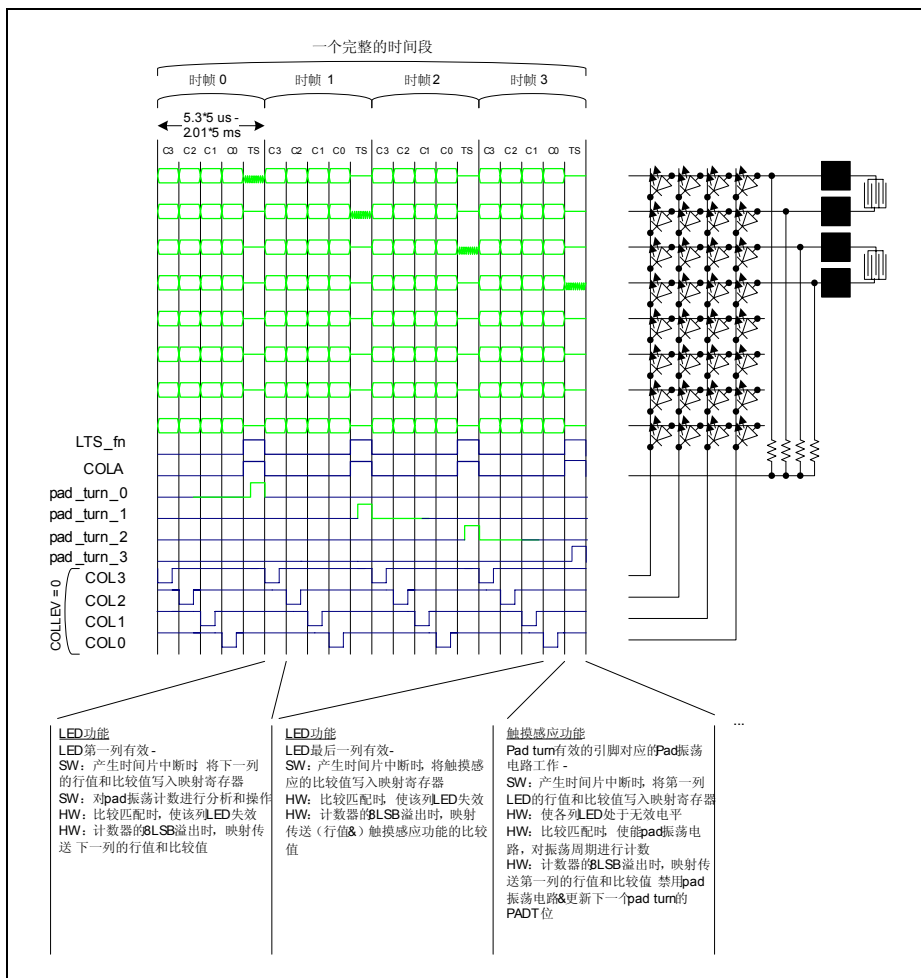 一个完整的时间段
时帧 0 时帧 1 时帧 2 时帧 3
5.3*5 us -
2.01*5 ms
C3 C2 C1 C0 TS C3 C2 C1 C0 TS C3 C2 C1 C0 TS C3 C2 C1 C0 TS
LTS_fn
COLA
pad_turn_0
pad_turn_1
pad_turn_2
pad_turn_3
COLLEV = 0
COL3
COL2
COL1
COL0
LED功能
LED第一列有效 -
SW：产生时间片中断时, 将下一列
的行值和比较值写入映射寄存器
SW：对pad振荡计数进行分析和操作
HW：比较匹配时，使该列LED失效
HW：计数器的8LSB溢出时，映射传
送 下一列的行值和比较值
LED功能
LED最后一列有效-
SW：产生时间片中断时, 将触摸感
应的比较值写入映射寄存器
HW：比较匹配时，使该列LED失效
HW：计数器的8LSB溢出时，映射
传送（行值&）触摸感应功能的比较
值
触摸感应功能
Pad turn有效的引脚对应的Pad振荡
电路工作 -
SW：产生时间片中断时, 将第一列
LED的行值和比较值写入映射寄存器
HW：使各列LED处于无效电平
HW：比较匹配时，使能pad振荡电
路，对振荡周期进行计数
HW：计数器的8LSB溢出时，映射传
送第一列的行值和比较值 禁用pad
振荡电路&更新下一个pad turn的
PADT位
...